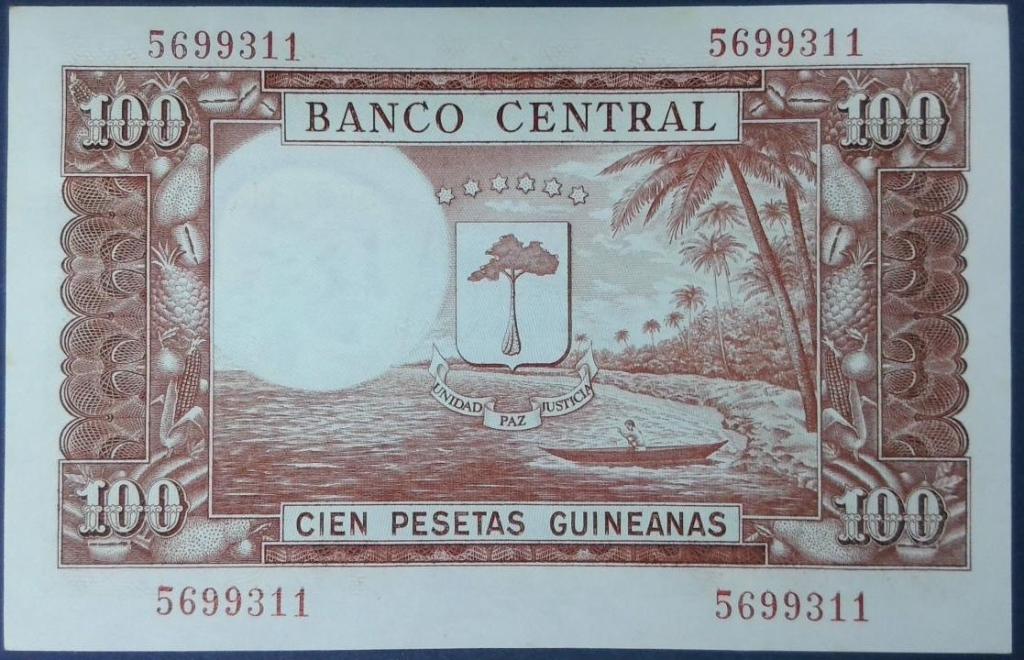 5699311 5699311
100 BANCO CENTRAL 100
UNIDAD PAZ JUSTICIA
100 CIEN PESETAS GUINEANAS 100
5699311 5699311